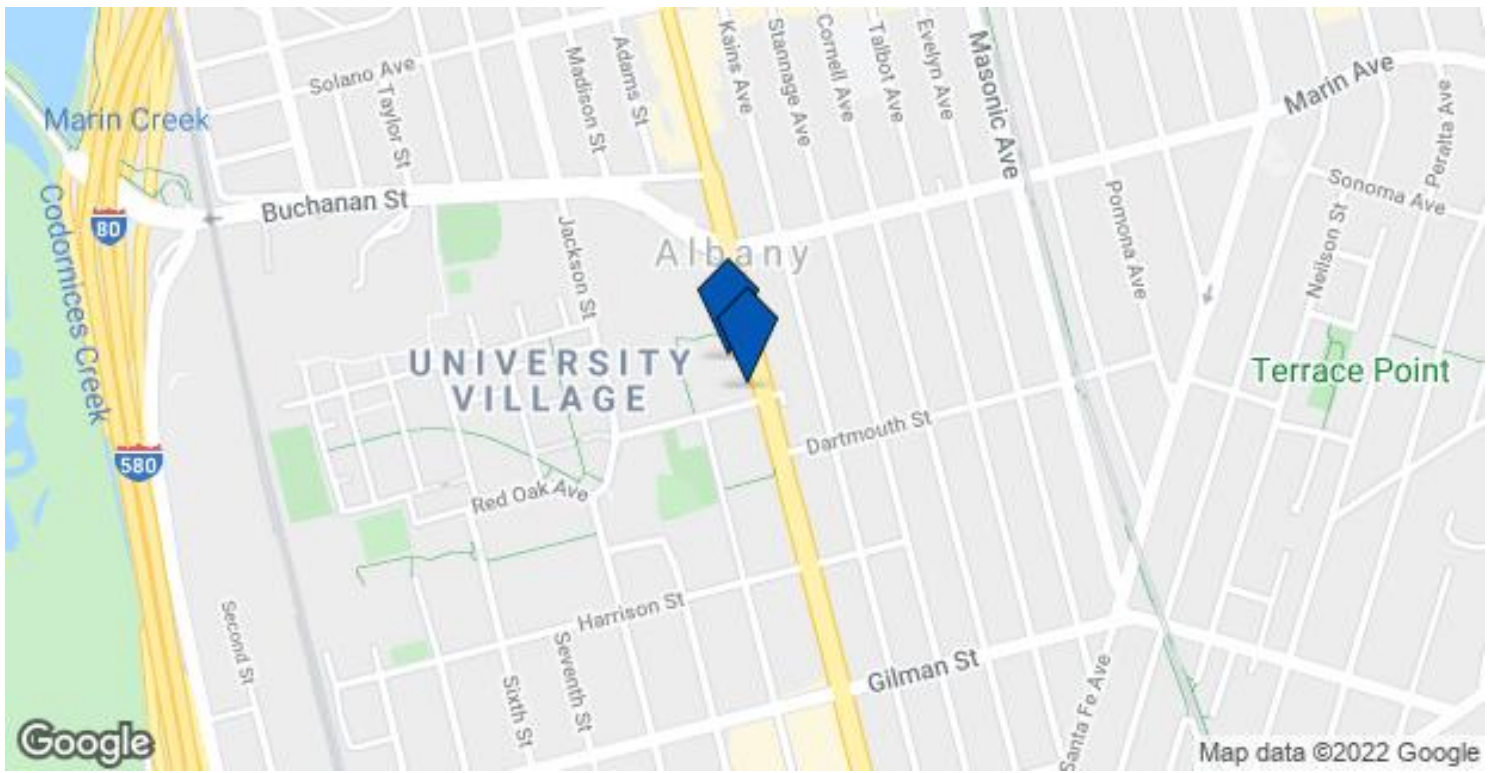 Solano Ave
Taylor St
Madison St
Adams St
Kains Ave
Stannage Ave
Cornell Ave
Talbot Ave
Evelyn Ave
Masonic Ave
Marin Ave
Peralta Ave
Marin Creek
80
Buchanan St
Codornices Creek
Jackson St
Albany
Pomona Ave
Sonoma Ave
Neilson St
UNIVERSITY
VILLAGE
Terrace Point
580
Dartmouth St
Red Oak Ave
Harrison St
Second St
Sixth St
Seventh St
Gilman St
Santa Fe Ave
Google
Map data ©2022 Google